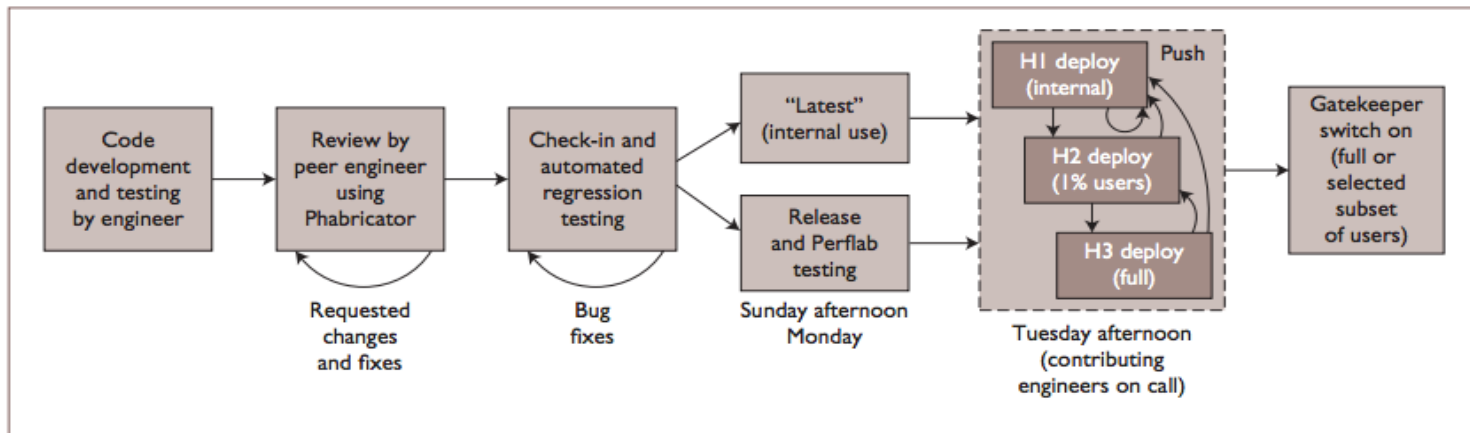 Code
development
and testing
by engineer
Review by
peer engineer
using
Phabricator
Requested
changes
and fixes
Check-in and
automated
regression
testing
Bug
fixes
“Latest”
(internal use)
Release
and Perflab
testing
Sunday afternoon
Monday
Push
H1 deploy
(internal)
H2 deploy
(1% users)
H3 deploy
(full)
Tuesday afternoon
(contributing
engineers on call)
Gatekeeper
switch on
(full or
selected
subset
of users)